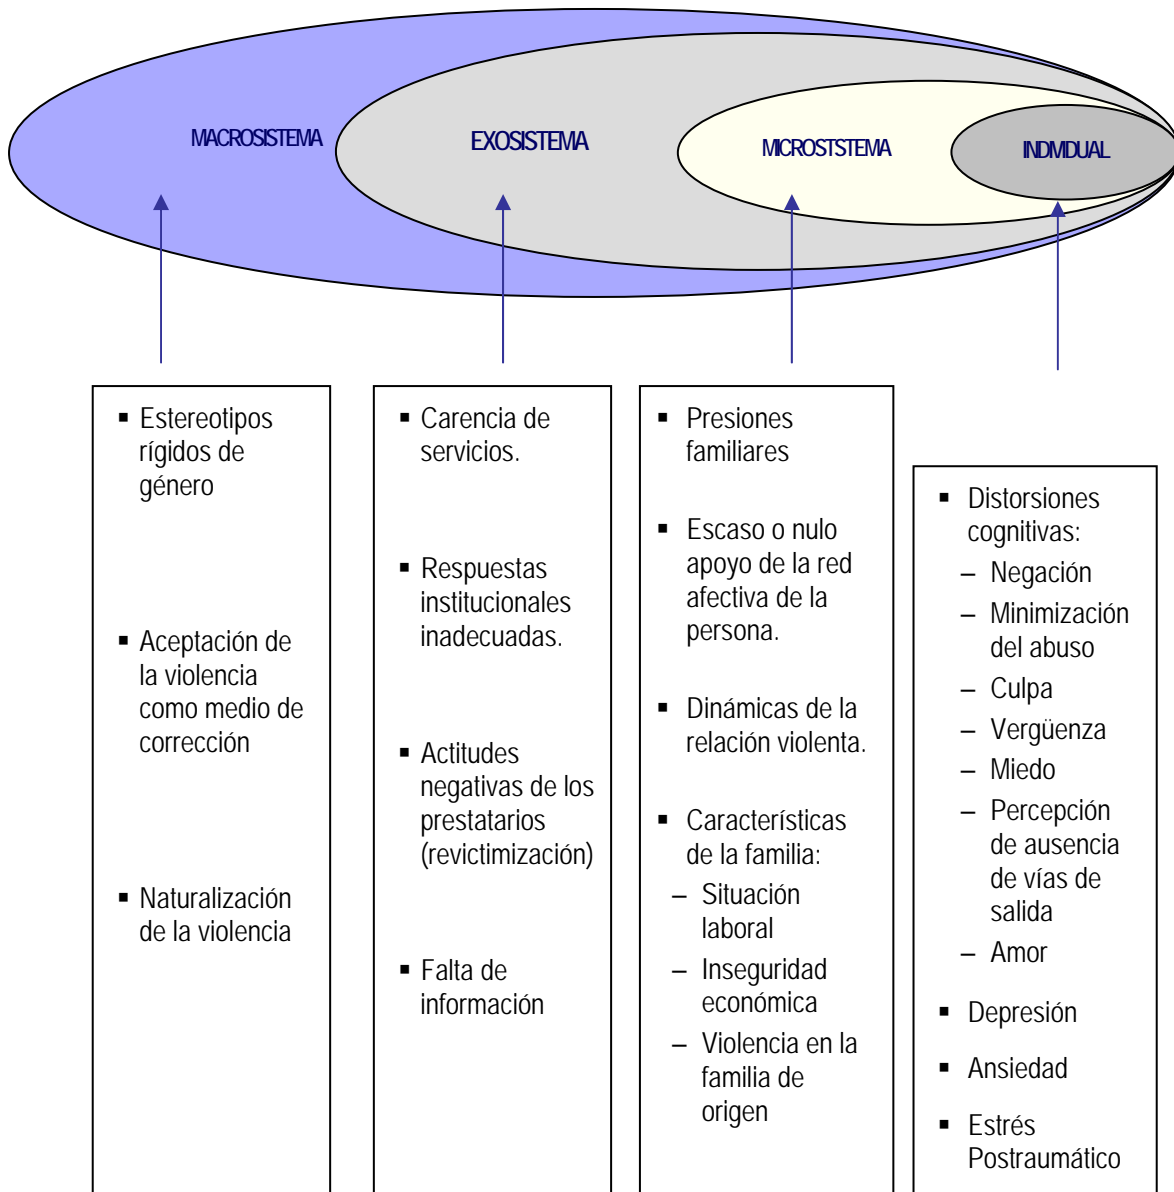 MACROSISTEMA
EXOSISTEMA
MICROSTSTEMA
INDMDUAL
▪ Estereotipos
rígidos de
género
▪ Aceptación de
la violencia
como medio de
corrección
▪ Naturalización
de la violencia
▪ Carencia de
servicios.
▪ Respuestas
institucionales
inadecuadas.
▪ Actitudes
negativas de los
prestatarios
(revictimización)
▪ Falta de
información
▪ Presiones
familiares
▪ Escaso o nulo
apoyo de la red
afectiva de la
persona.
▪ Dinámicas de la
relación violenta.
▪ Características
de la familia:
– Situación
laboral
– Inseguridad
económica
– Violencia en la
familia de
origen
▪ Distorsiones
cognitivas:
– Negación
– Minimización
del abuso
– Culpa
– Vergüenza
– Miedo
– Percepción
de ausencia
de vías de
salida
– Amor
▪ Depresión
▪ Ansiedad
▪ Estrés
Postraumático